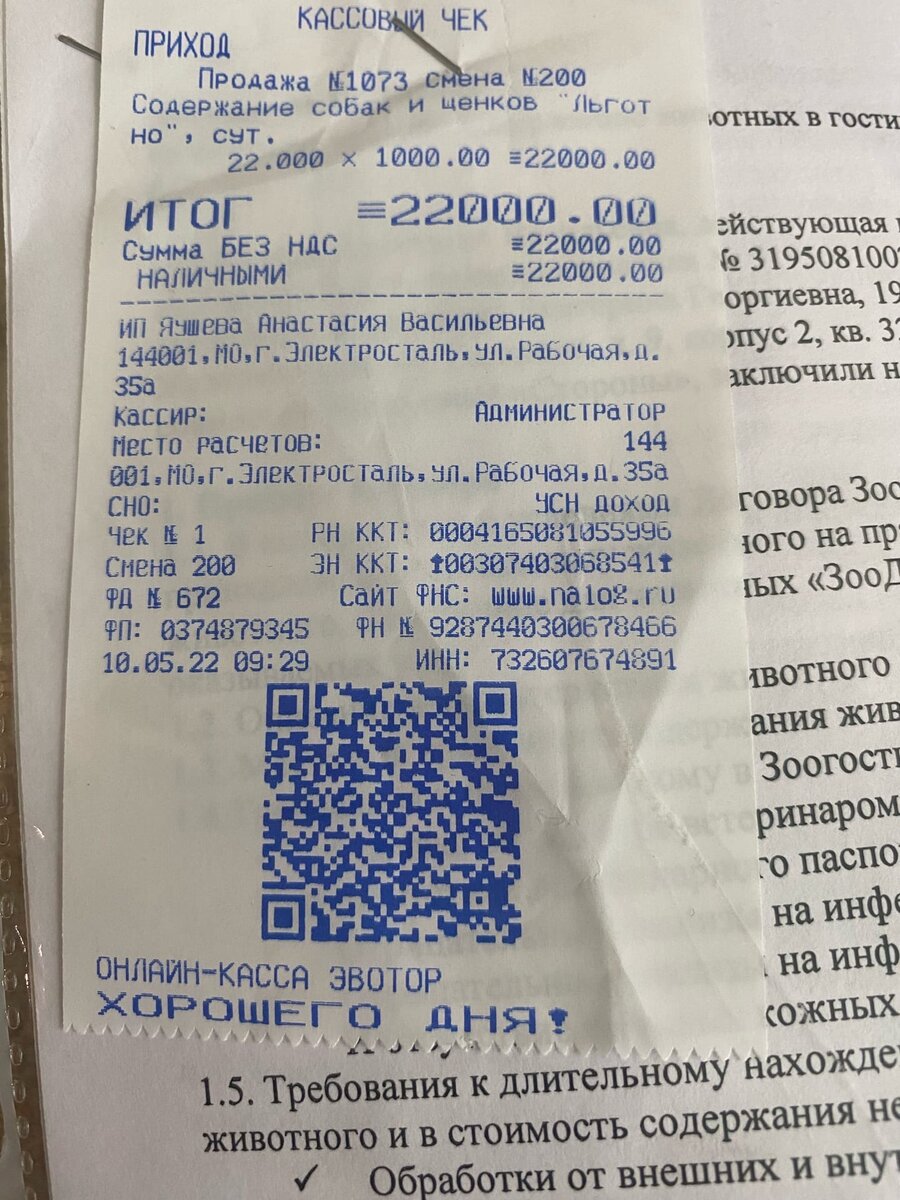 КАССОВЫЙ ЧЕК
ПРИХОД
Продажа №1073 смена №200
Содержание собак и щенков "Льгот
но", сут.
22.000 × 1000.00 ≡22000.00
ИТОГ ≡22000.00
Сумма БЕЗ НДС ≡22000.00
НАЛИЧНЫМИ ≡22000.00
ИП Яушева Анастасия Васильевна
144001,МО,г.Электросталь,ул.Рабочая,д.
35а
Кассир: Администратор
Место расчетов: 144
001,МО,г.Электросталь,ул.Рабочая,д.35а
СНО: УСН доход
Чек № 1 РН ККТ: 0004165081055996
Смена 200 ЗН ККТ: 00307403068541
ФД № 672 Сайт ФНС: www.nalog.ru
ФП: 0374879345 ФН № 9287440300678466
10.05.22 09:29 ИНН: 732607674891
ОНЛАЙН-КАССА ЭВОТОР
ХОРОШЕГО ДНЯ!
отных в гости
ействующая
№ 319508100
оргиевна, 19
пус 2, кв. 3
аключили н
говора Зоо
ного на пр
ных «ЗооД
ивотного
ания жив
Зоогост
ринаром
го паспо
на инфе
на инф
кожных
1.5. Требования к длительному нахожде
животного и в стоимость содержания не
✓ Обработки от внешних и внут